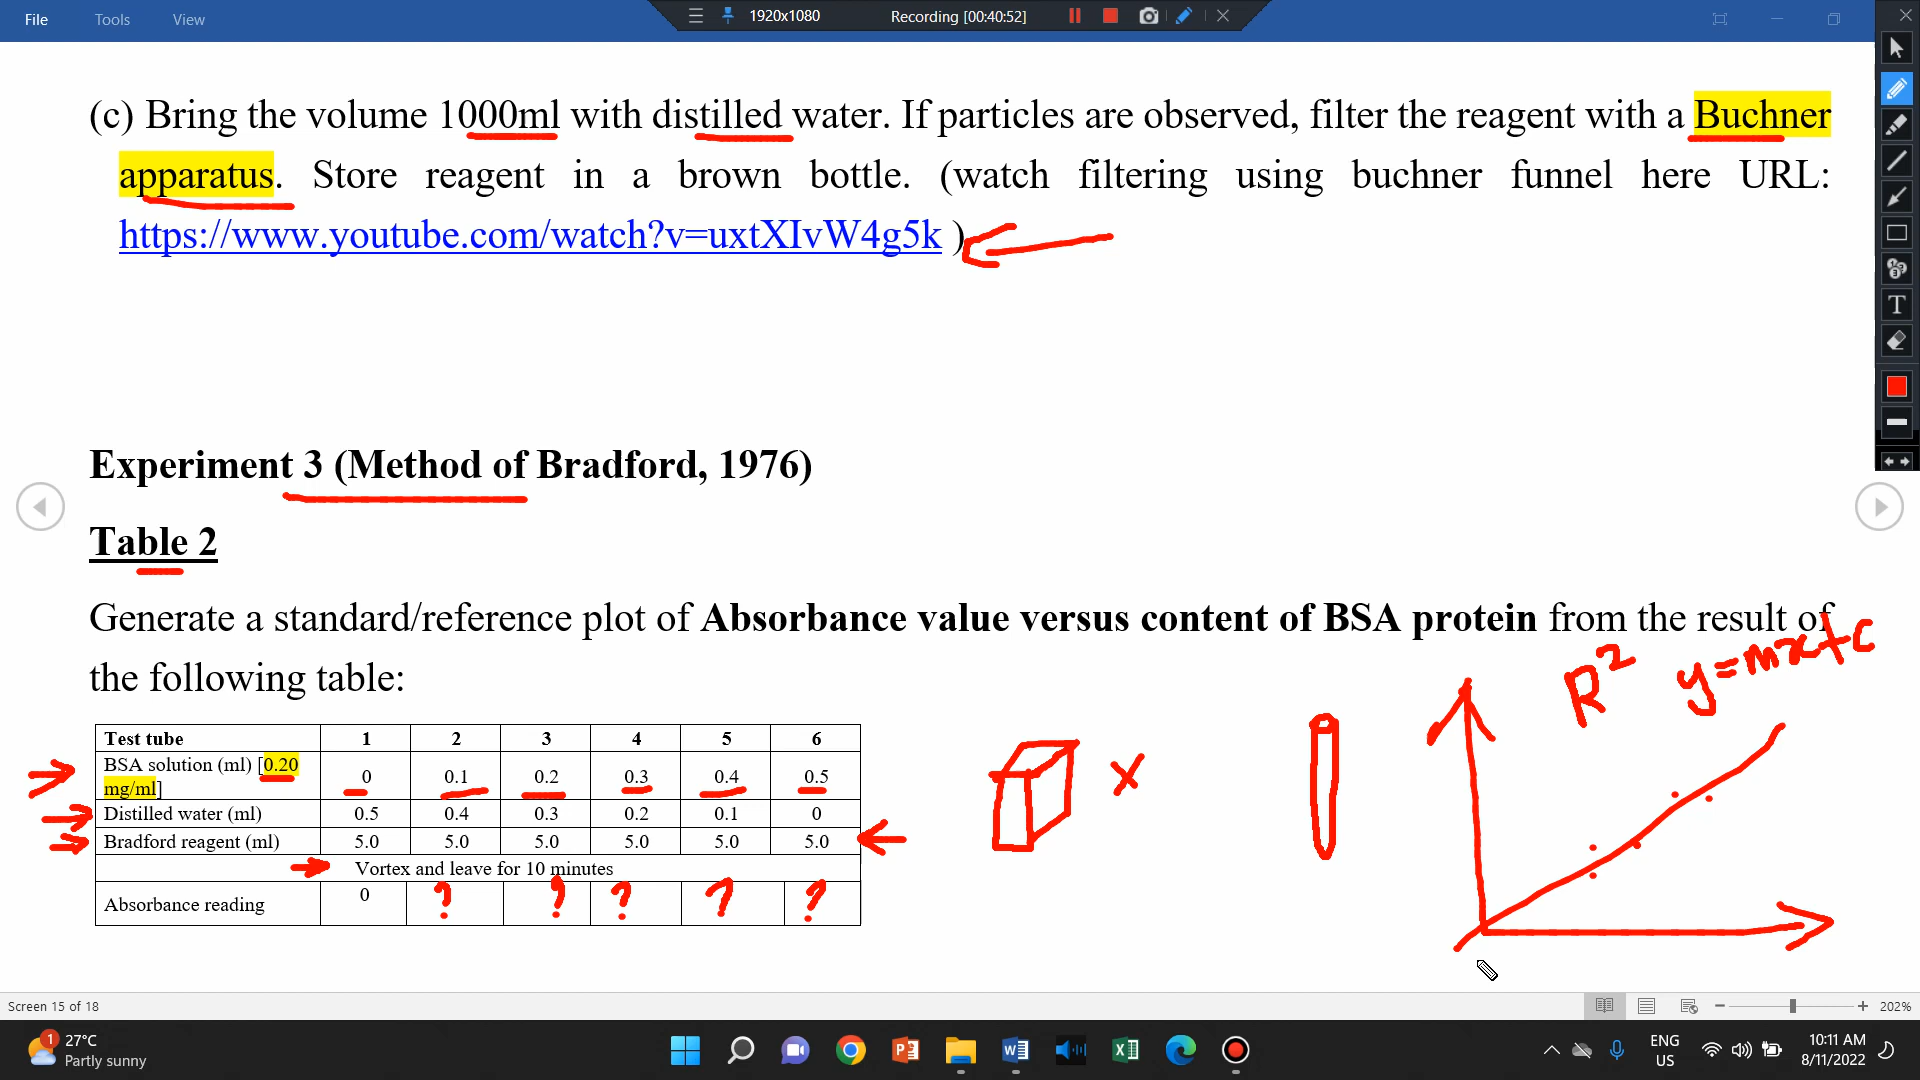 File Tools View
1920x1080 Recording [00:40:52]
(c) Bring the volume 1000ml with distilled water. If particles are observed, filter the reagent with a Buchner
apparatus. Store reagent in a brown bottle. (watch filtering using buchner funnel here URL:
https://www.youtube.com/watch?v=uxtXIvW4g5k )
Experiment 3 (Method of Bradford, 1976)
Table 2
Generate a standard/reference plot of Absorbance value versus content of BSA protein from the result of
the following table:
R² y=mx+c
Test tube 1 2 3 4 5 6
BSA solution (ml) [0.20
mg/ml] 0 0.1 0.2 0.3 0.4 0.5
x
Distilled water (ml) 0.5 0.4 0.3 0.2 0.1 0
Bradford reagent (ml) 5.0 5.0 5.0 5.0 5.0 5.0
Vortex and leave for 10 minutes
Absorbance reading 0 ? ? ? ? ?
Screen 15 of 18
202%
1
27°C
Partly sunny
ENG
US
10:11 AM
8/11/2022